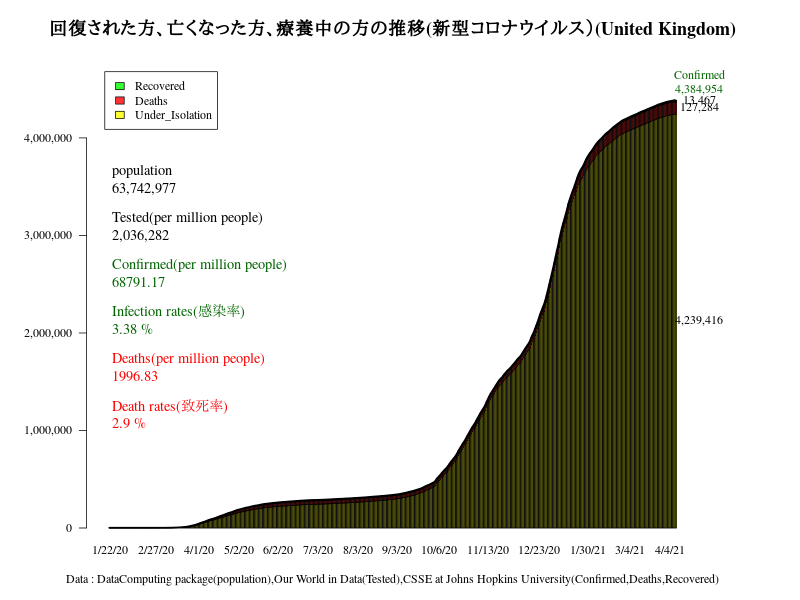 回復された方、亡くなった方、療養中の方の推移(新型コロナウイルス)(United Kingdom)
Recovered
Deaths
Under_Isolation
Confirmed
4,384,954
13,467
127,284
4,239,416
population
63,742,977
Tested(per million people)
2,036,282
Confirmed(per million people)
68791.17
Infection rates(感染率)
3.38 %
Deaths(per million people)
1996.83
Death rates(致死率)
2.9 %
4,000,000
3,000,000
2,000,000
1,000,000
0
1/22/20 2/27/20 4/1/20 5/2/20 6/2/20 7/3/20 8/3/20 9/3/20 10/6/20 11/13/20 12/23/20 1/30/21 3/4/21 4/4/21
Data : DataComputing package(population),Our World in Data(Tested),CSSE at Johns Hopkins University(Confirmed,Deaths,Recovered)